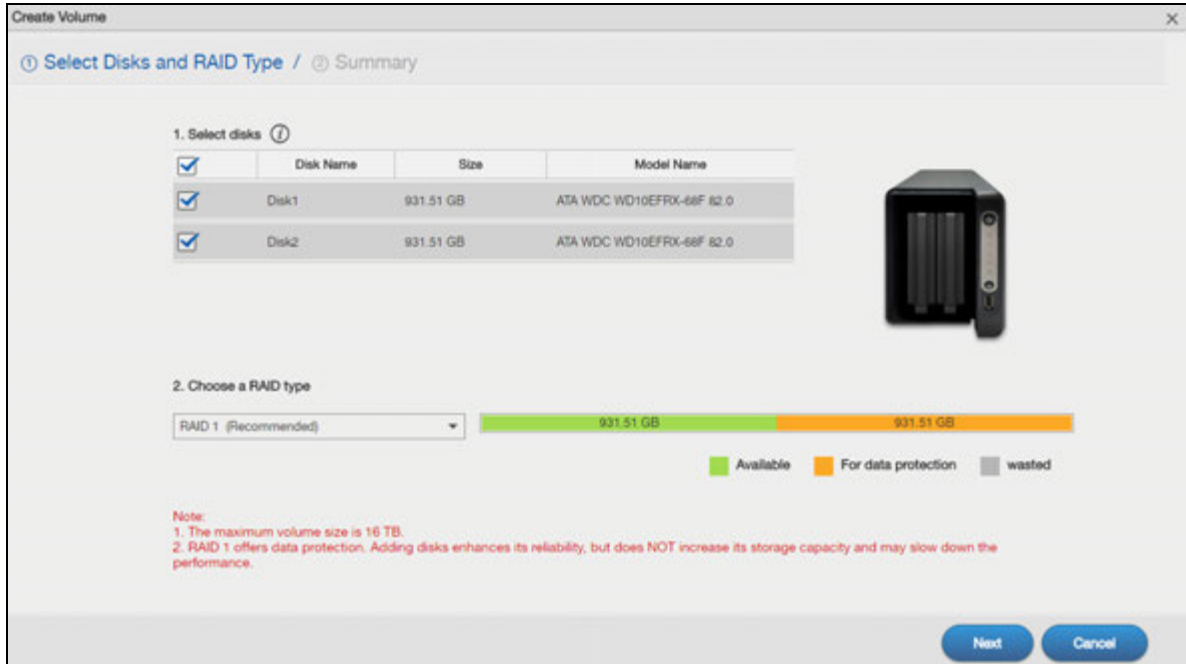 Create Volume
① Select Disks and RAID Type / ② Summary
1. Select disks
Disk Name Size Model Name
Disk1 931.51 GB ATA WDC WD10EFRX-68F 82.0
Disk2 931.51 GB ATA WDC WD10EFRX-68F 82.0
2. Choose a RAID type
RAID 1 (Recommended) 931.51 GB 931.51 GB
Available For data protection wasted
Note:
1. The maximum volume size is 16 TB.
2. RAID 1 offers data protection. Adding disks enhances its reliability, but does NOT increase its storage capacity and may slow down the
performance.
Next Cancel